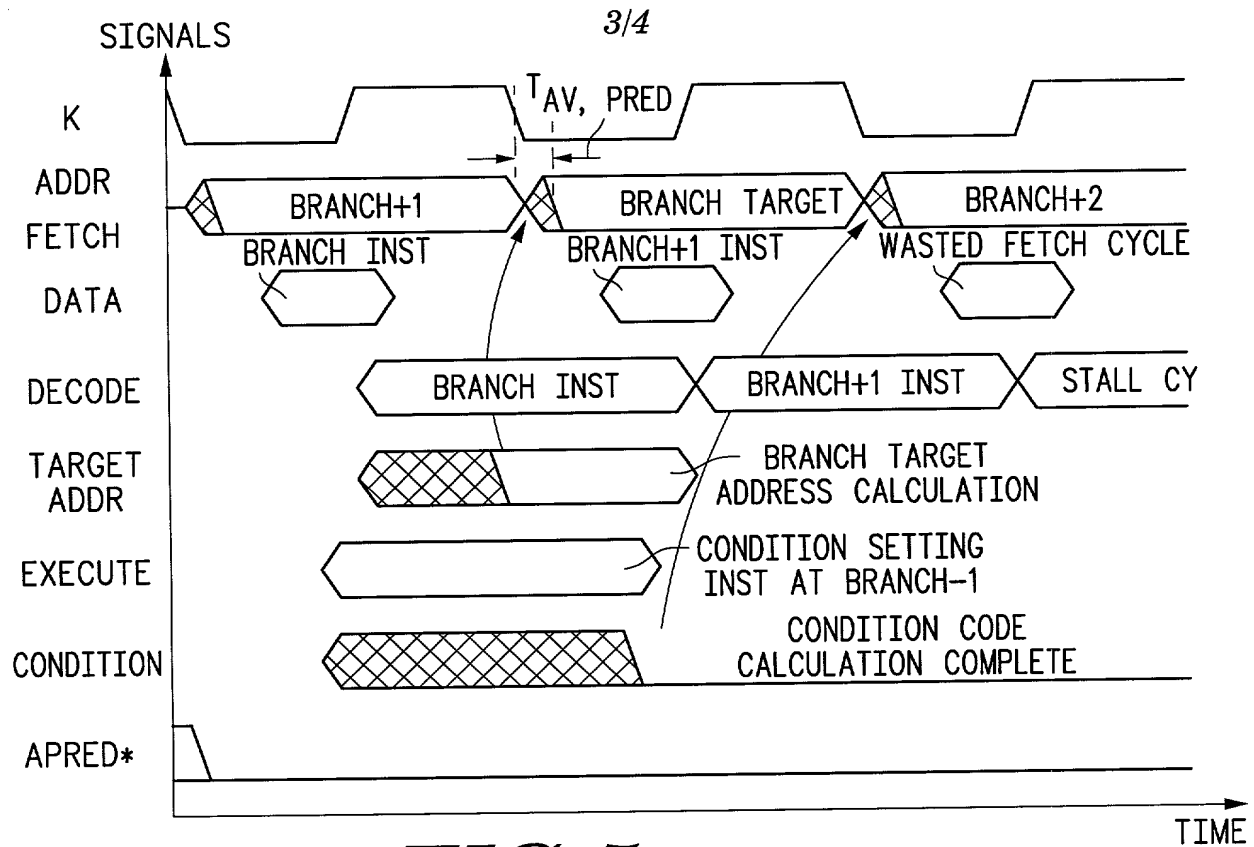 3/4
SIGNALS
K
T AV, PRED
ADDR
FETCH
BRANCH+1
BRANCH TARGET
BRANCH+2
BRANCH INST
BRANCH+1 INST
WASTED FETCH CYCLE
DATA
DECODE
BRANCH INST
BRANCH+1 INST
STALL CY
TARGET
ADDR
BRANCH TARGET
ADDRESS CALCULATION
EXECUTE
CONDITION SETTING
INST AT BRANCH-1
CONDITION
CONDITION CODE
CALCULATION COMPLETE
APRED*
TIME